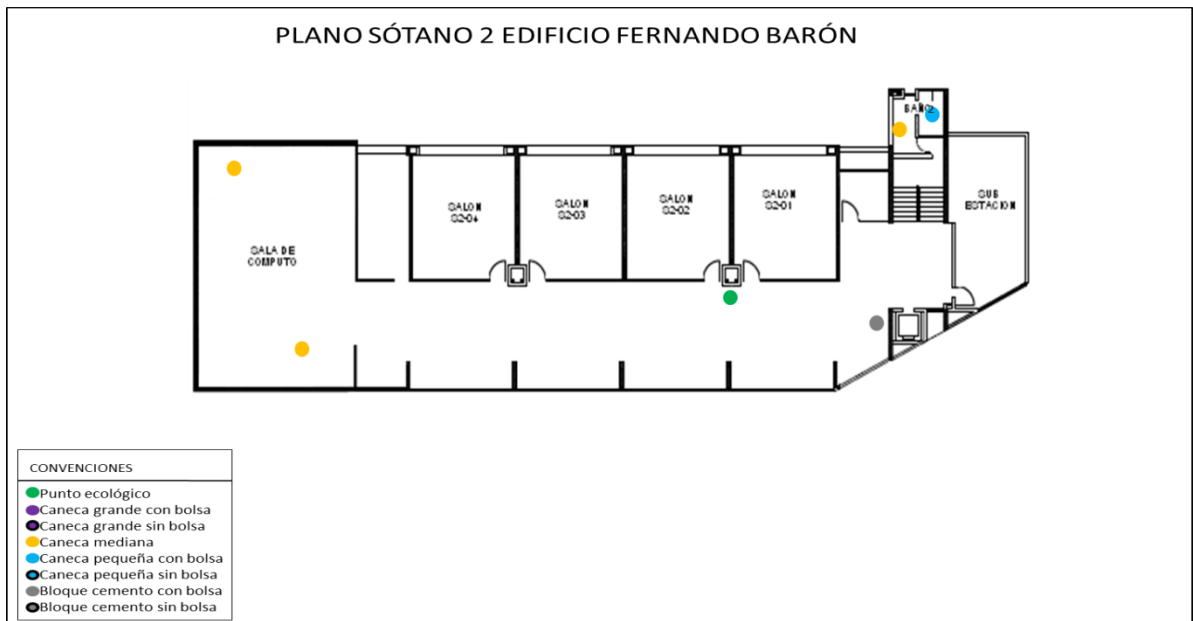 PLANO SÓTANO 2 EDIFICIO FERNANDO BARÓN
BAÑO
SALON
S2-04
SALON
S2-03
SALON
S2-02
SALON
S2-01
SUB
ESTACION
SALA DE
COMPUTO
CONVENCIONES
Punto ecológico
Caneca grande con bolsa
Caneca grande sin bolsa
Caneca mediana
Caneca pequeña con bolsa
Caneca pequeña sin bolsa
Bloque cemento con bolsa
Bloque cemento sin bolsa